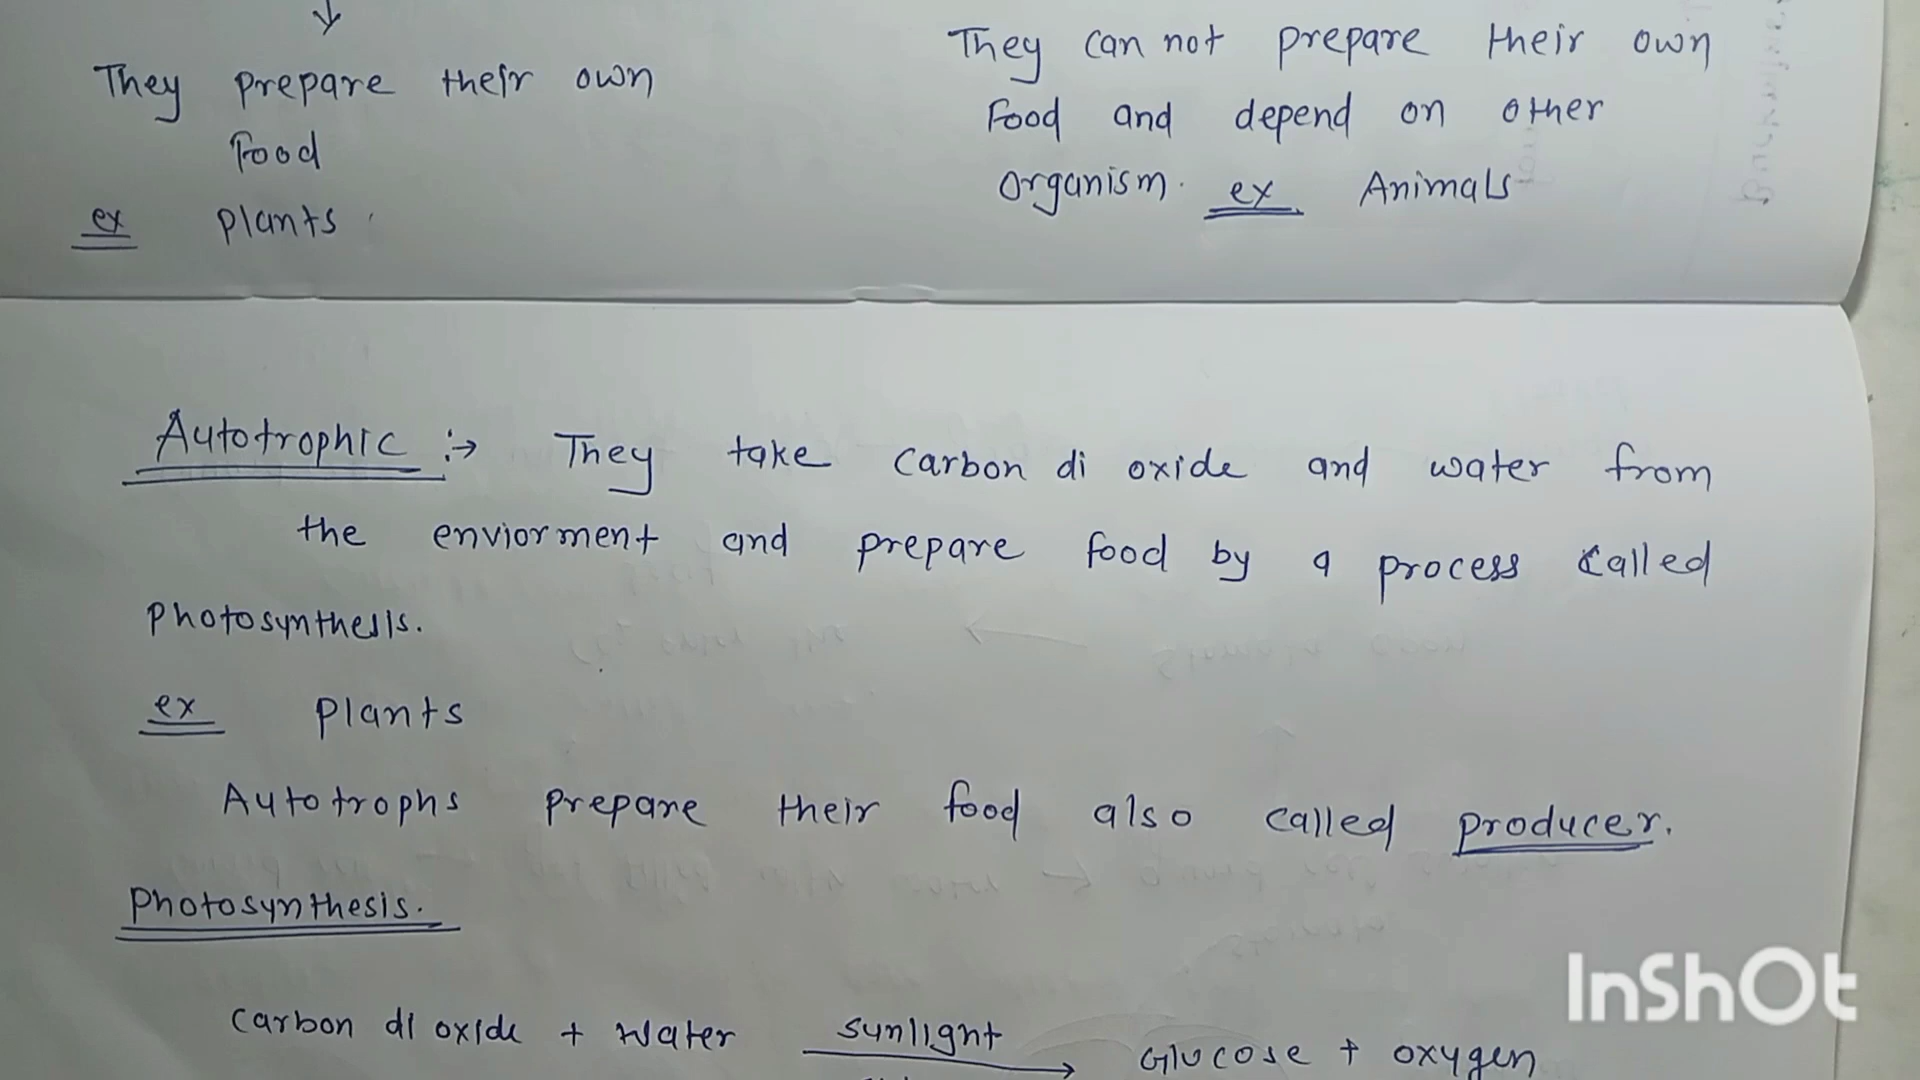 They prepare their own
food
ex plants
They can not prepare their own
Food and depend on other
organism. ex Animals
Autotrophic :→ They take carbon di oxide and water from
the enviorment and prepare food by a process called
photosynthesis.
ex plants
Autotrophs prepare their food also called producer.
Photosynthesis.
carbon di oxide + water sunlight → Glucose + oxygen
InShOt